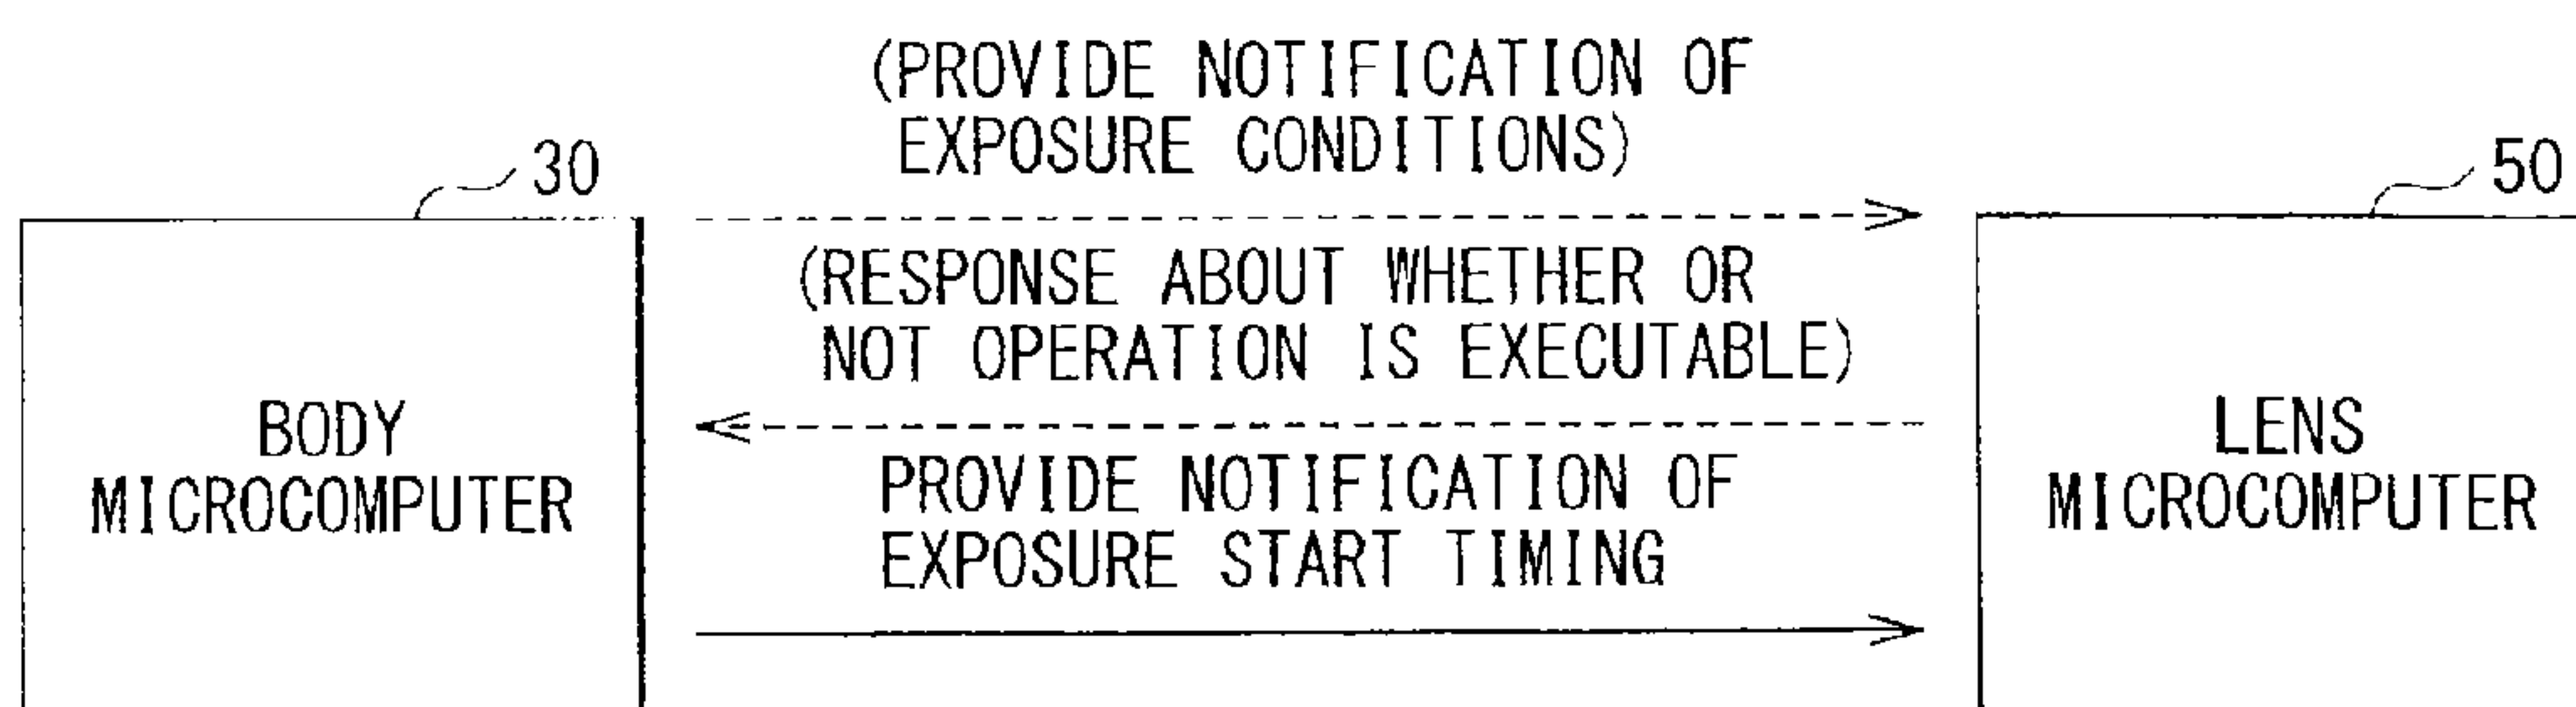 (PROVIDE NOTIFICATION OF
EXPOSURE CONDITIONS)
30
50
(RESPONSE ABOUT WHETHER OR
NOT OPERATION IS EXECUTABLE)
BODY
MICROCOMPUTER
PROVIDE NOTIFICATION OF
EXPOSURE START TIMING
LENS
MICROCOMPUTER